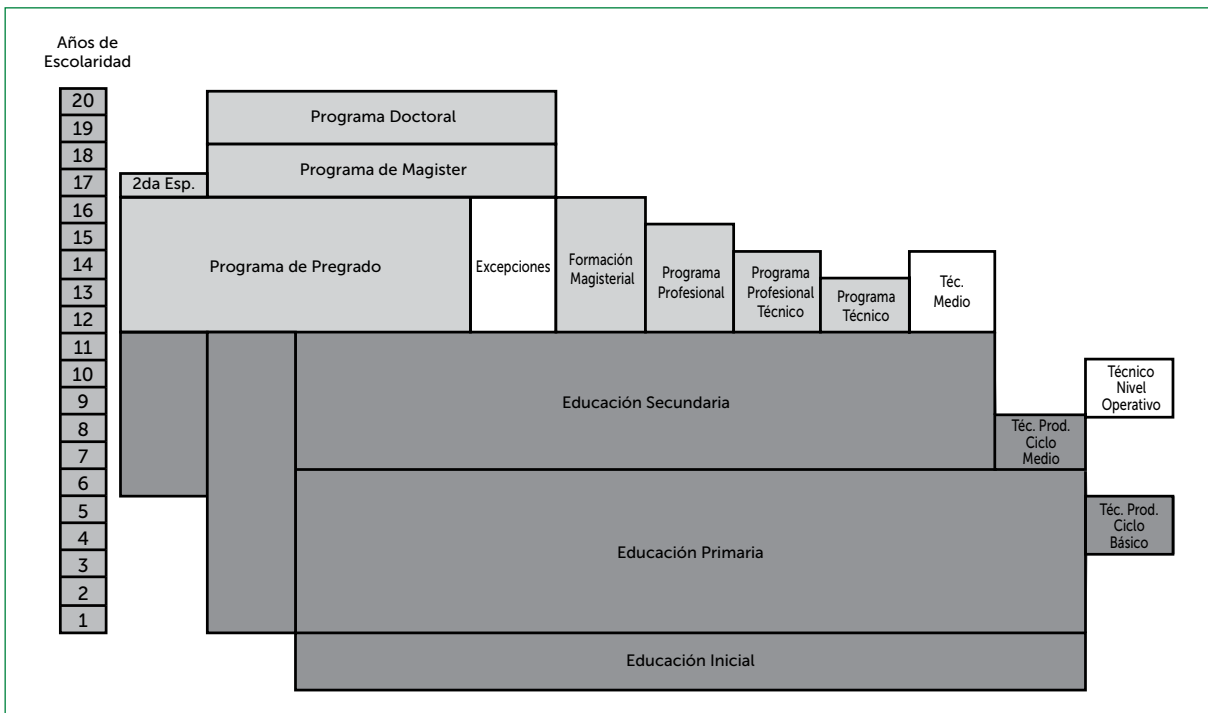 Años de
Escolaridad
20
19
18
17
16
15
14
13
12
11
10
9
8
7
6
5
4
3
2
1
Programa Doctoral
Programa de Magister
2da Esp.
Programa de Pregrado
Excepciones
Formación
Magisterial
Programa
Profesional
Programa
Profesional
Técnico
Programa
Técnico
Téc.
Medio
Educación Secundaria
Téc. Prod.
Ciclo
Medio
Técnico
Nivel
Operativo
Educación Primaria
Téc. Prod.
Ciclo
Básico
Educación Inicial